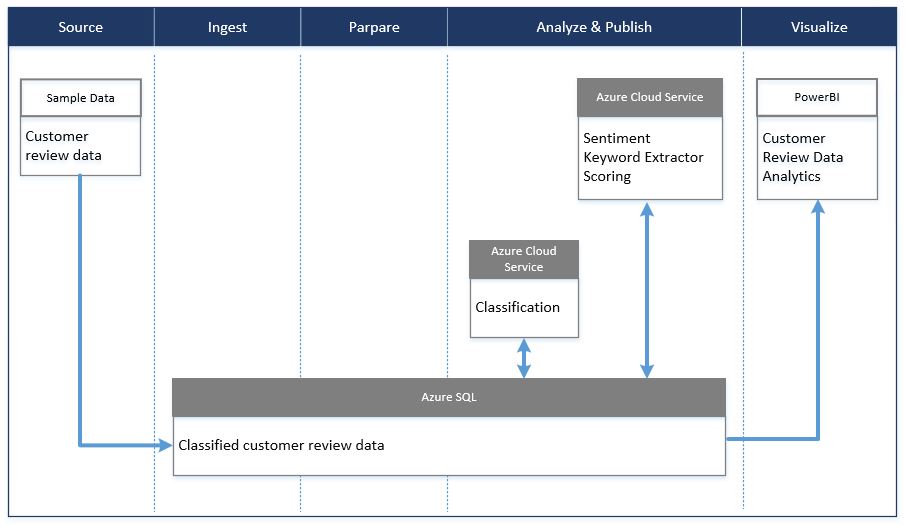 Source
Ingest
Parpare
Analyze & Publish
Visualize
Sample Data
Customer
review data
Azure Cloud Service
Sentiment
Keyword Extractor
Scoring
PowerBI
Customer
Review Data
Analytics
Azure Cloud
Service
Classification
Azure SQL
Classified customer review data